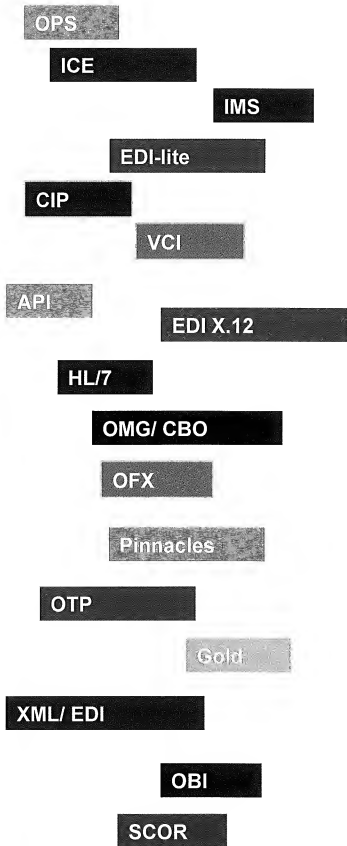 OPS
ICE
IMS
EDI-lite
CIP
VCI
API
EDI X.12
HL/7
OMG/ CBO
OFX
Pinnacles
OTP
Gold
XML/ EDI
OBI
SCOR